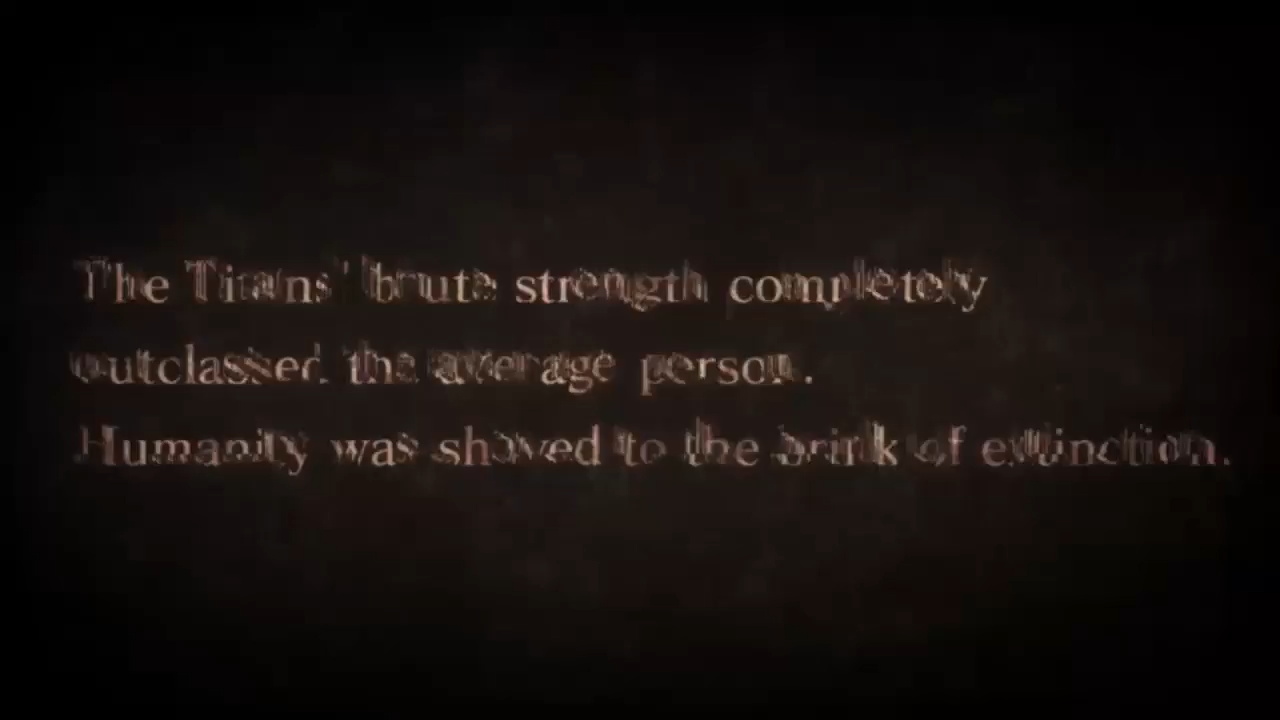 The Titans' brute strength completely
outclassed the average person.
Humanity was shoved to the brink of extinction.